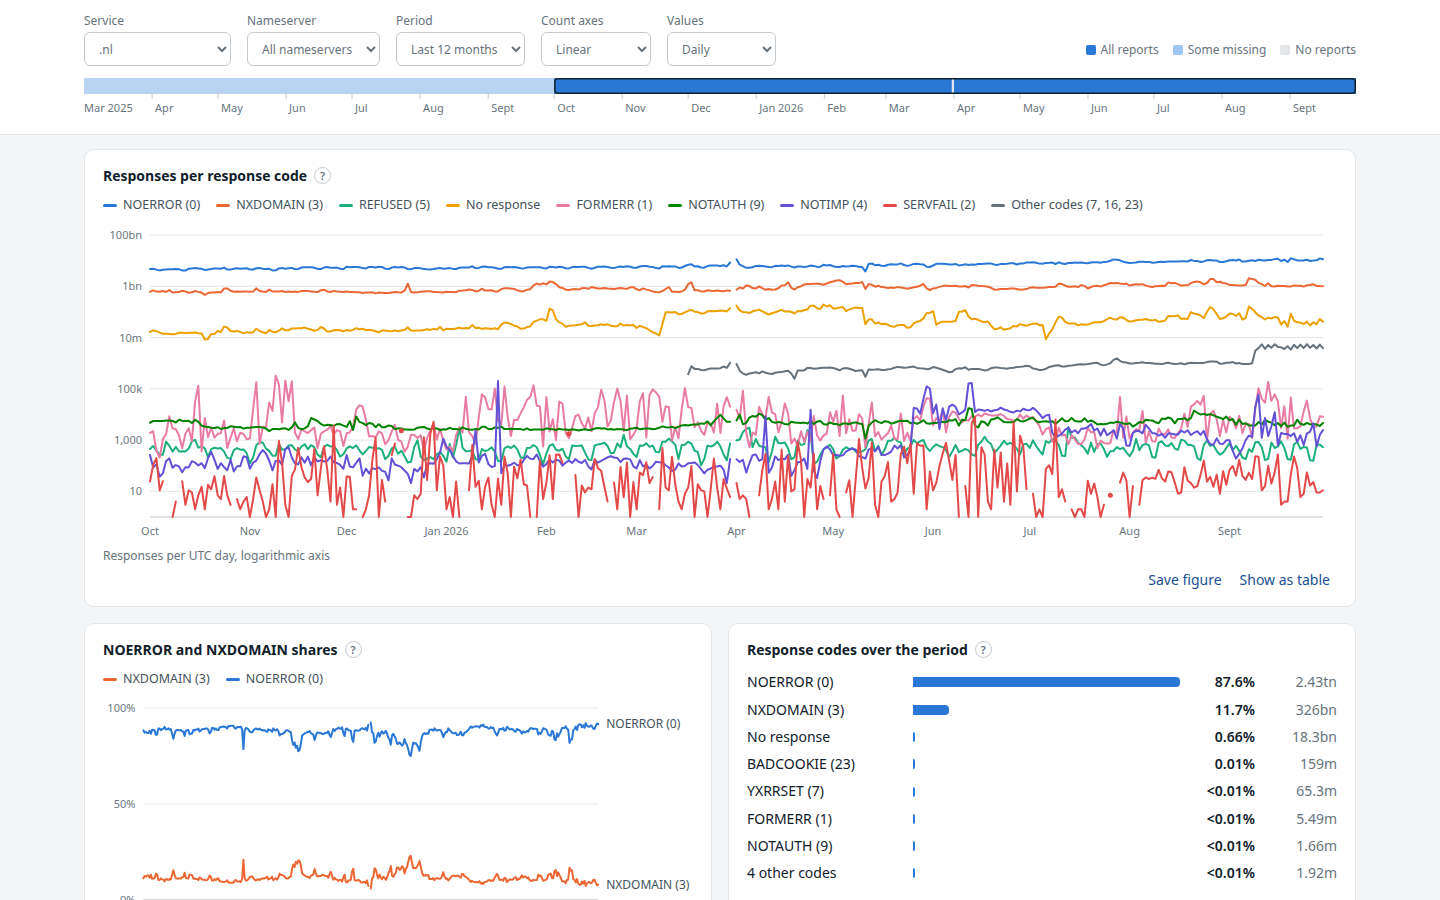 Service Nameserver Period Count axes Values
.nl All nameservers Last 12 months Linear Daily
All reports Some missing No reports
Mar 2025 Apr May Jun Jul Aug Sept Oct Nov Dec Jan 2026 Feb Mar Apr May Jun Jul Aug Sept
Responses per response code ?
NOERROR (0) NXDOMAIN (3) REFUSED (5) No response FORMERR (1) NOTAUTH (9) NOTIMP (4) SERVFAIL (2) Other codes (7, 16, 23)
100bn
1bn
10m
100k
1,000
10
Oct Nov Dec Jan 2026 Feb Mar Apr May Jun Jul Aug Sept
Responses per UTC day, logarithmic axis
Save figure Show as table
NOERROR and NXDOMAIN shares ?
NXDOMAIN (3) NOERROR (0)
100%
NOERROR (0)
50%
NXDOMAIN (3)
0%
Response codes over the period ?
NOERROR (0) 87.6% 2.43tn
NXDOMAIN (3) 11.7% 326bn
No response 0.66% 18.3bn
BADCOOKIE (23) 0.01% 159m
YXRRSET (7) <0.01% 65.3m
FORMERR (1) <0.01% 5.49m
NOTAUTH (9) <0.01% 1.66m
4 other codes <0.01% 1.92m